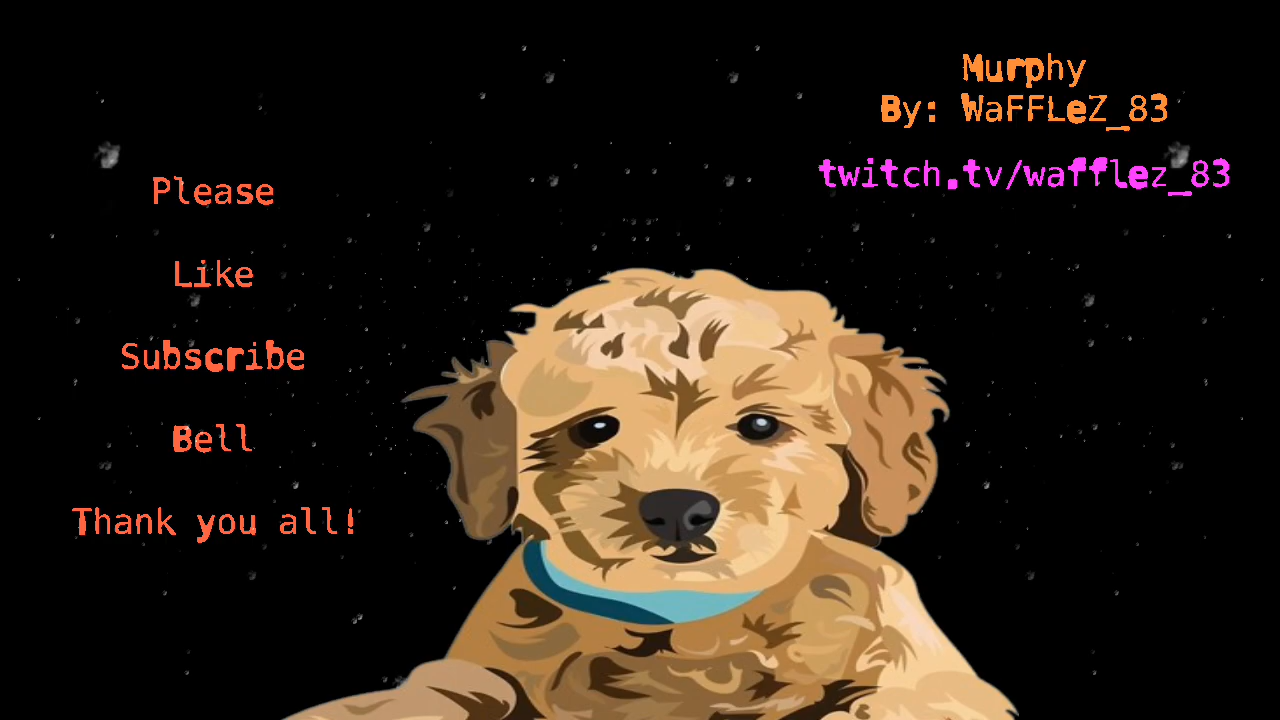 Murphy
By: WaFFLeZ_83
twitch.tv/wafflez_83
Please
Like
Subscribe
Bell
Thank you all!